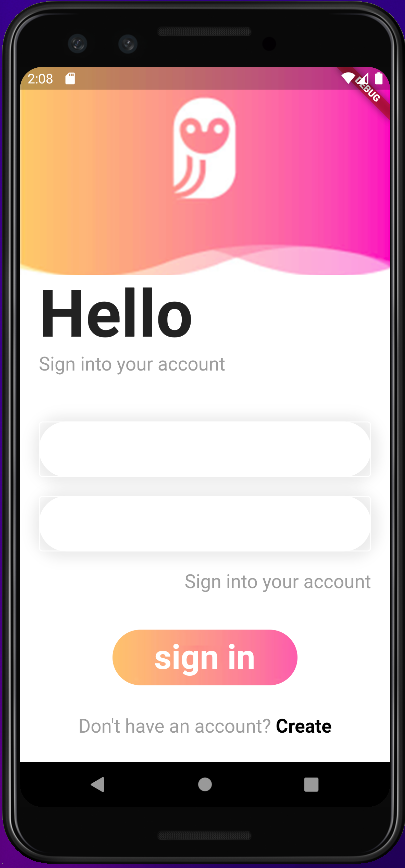 2:08
DEBUG
Hello
Sign into your account
Sign into your account
sign in
Don't have an account? Create